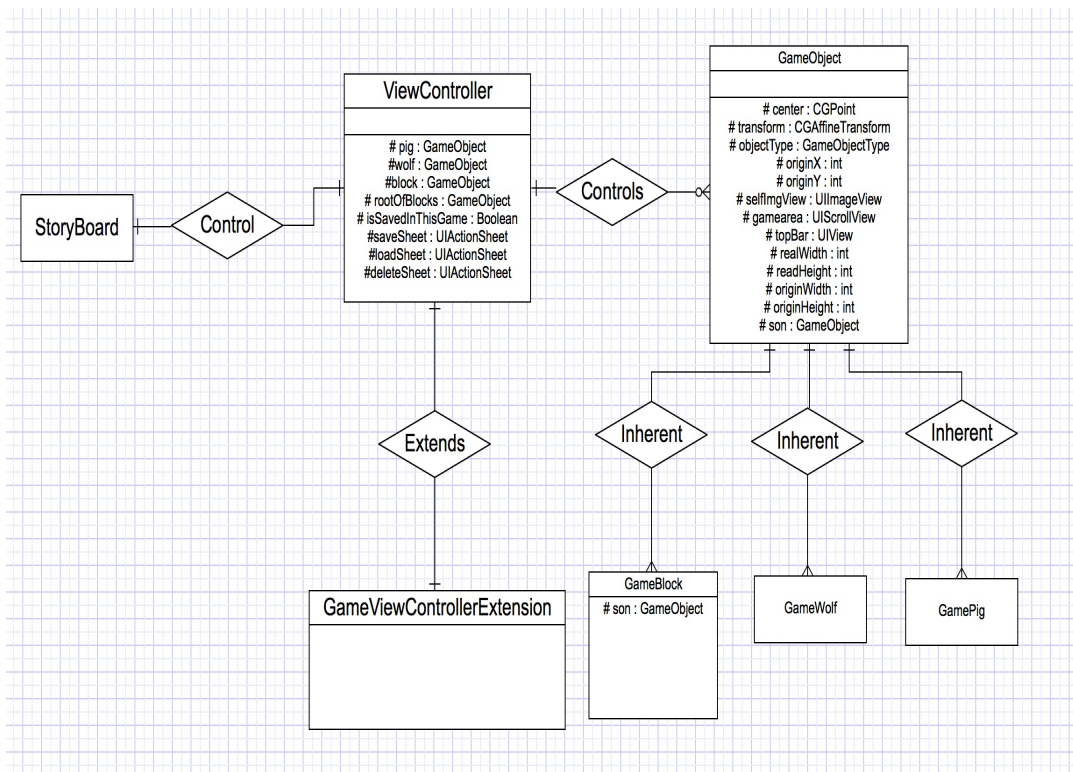 StoryBoard
Control
ViewController
# pig : GameObject
#wolf : GameObject
#block : GameObject
# rootOfBlocks : GameObject
# isSavedInThisGame : Boolean
#saveSheet : UIActionSheet
#loadSheet : UIActionSheet
#deleteSheet : UIActionSheet
Controls
GameObject
# center : CGPoint
# transform : CGAffineTransform
# objectType : GameObjectType
# originX : int
# originY : int
# selfImgView : UIImageView
# gamearea : UIScrollView
# topBar : UIView
# realWidth : int
# readHeight : int
# originWidth : int
# originHeight : int
# son : GameObject
Extends
Inherent
Inherent
Inherent
GameViewControllerExtension
GameBlock
# son : GameObject
GameWolf
GamePig